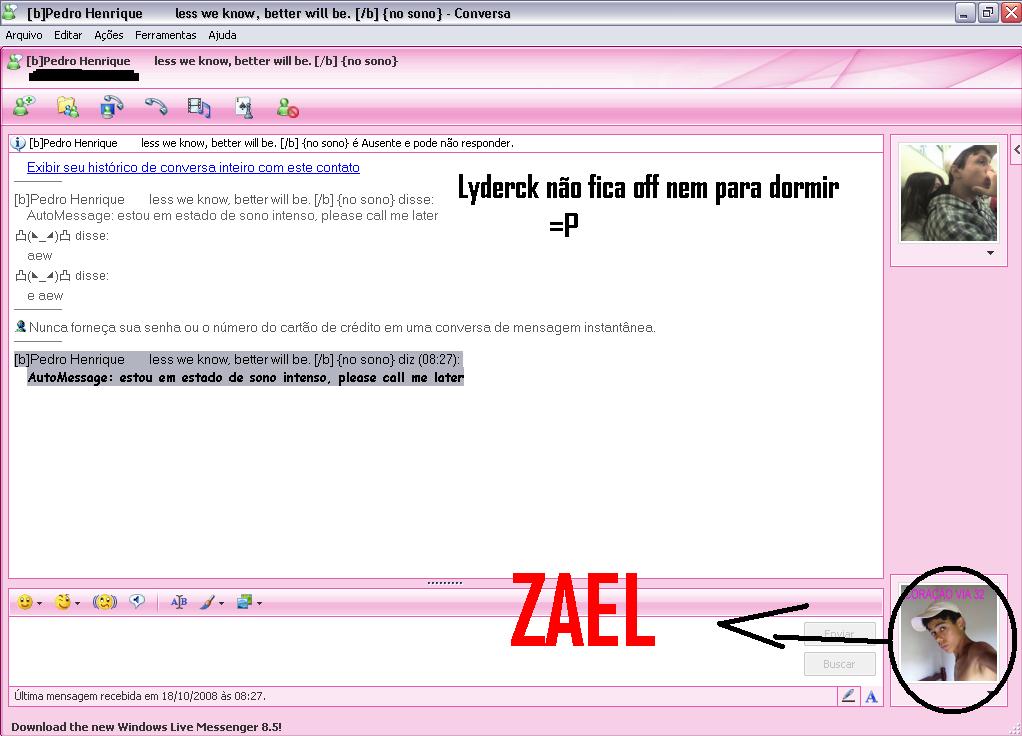 [b]Pedro Henrique less we know, better will be. [/b] {no sono} - Conversa
Arquivo Editar Ações Ferramentas Ajuda
[b]Pedro Henrique less we know, better will be. [/b] {no sono}
[b]Pedro Henrique less we know, better will be. [/b] {no sono} é Ausente e pode não responder.
Exibir seu histórico de conversa inteiro com este contato
Lyderck não fica off nem para dormir
=P
[b]Pedro Henrique less we know, better will be. [/b] {no sono} disse:
AutoMessage: estou em estado de sono intenso, please call me later
凸(◣_◢)凸 disse:
aew
凸(◣_◢)凸 disse:
e aew
Nunca forneça sua senha ou o número do cartão de crédito em uma conversa de mensagem instantânea.
[b]Pedro Henrique less we know, better will be. [/b] {no sono} diz (08:27):
AutoMessage: estou em estado de sono intenso, please call me later
ZAEL
CORAÇÃO VIA 32
Enviar
Buscar
Última mensagem recebida em 18/10/2008 às 08:27.
A
Download the new Windows Live Messenger 8.5!